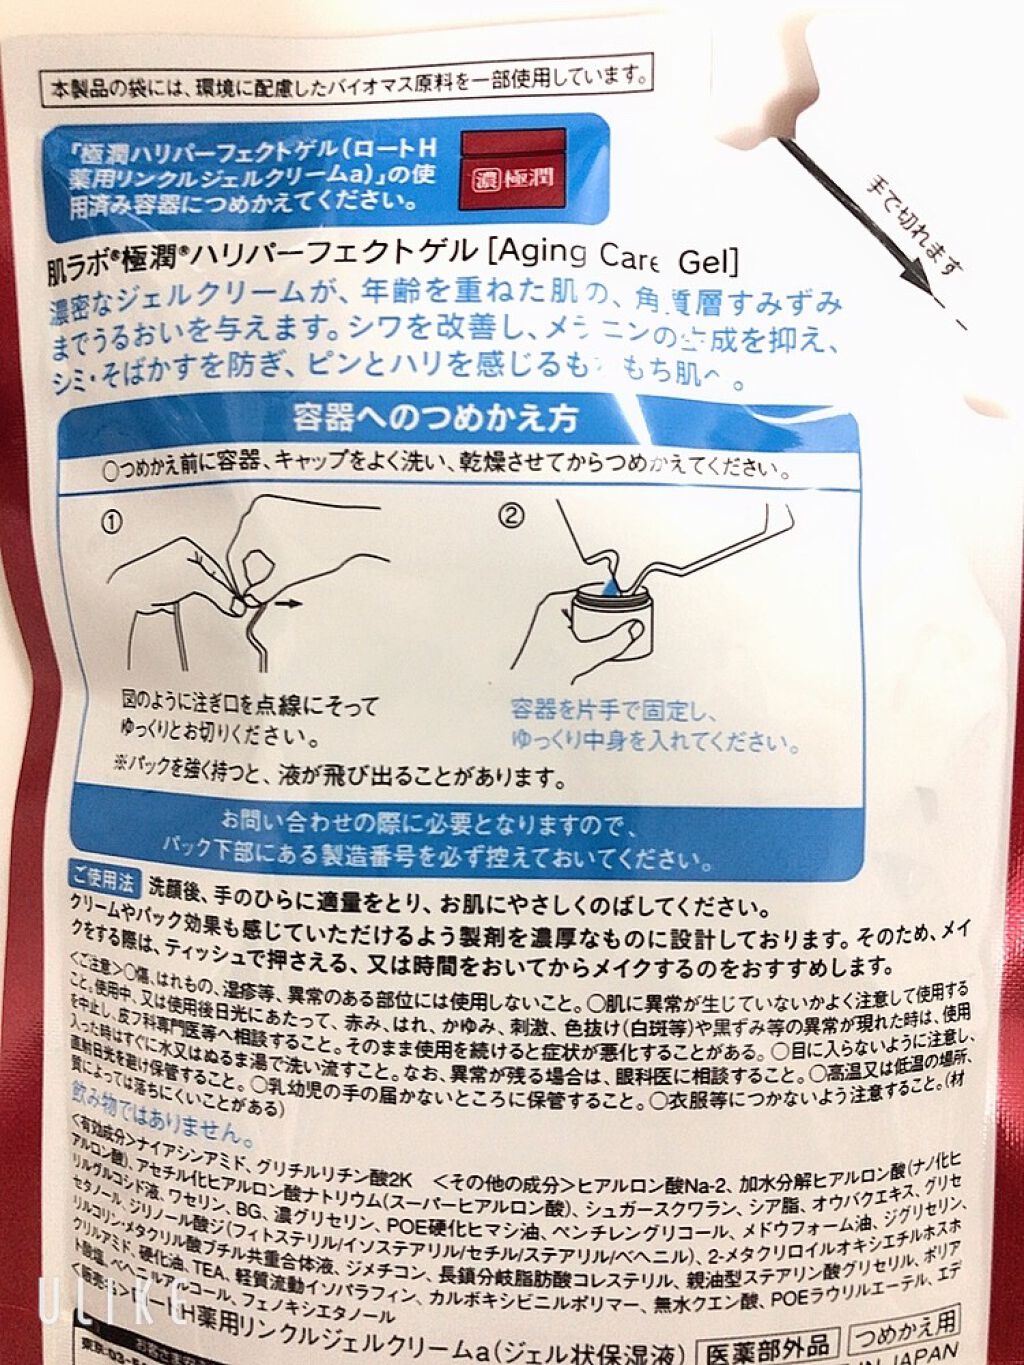 本製品の袋には、環境に配慮したバイオマス原料を一部使用しています。
「極潤ハリパーフェクトゲル(ロートH
薬用リンクルジェルクリームa)」の使
用済み容器につめかえてください。
濃極潤
手で切れます
肌ラボ®極潤®ハリパーフェクトゲル [Aging Care Gel]
濃密なジェルクリームが、年齢を重ねた肌の、角質層すみずみ
までうるおいを与えます。シワを改善し、メラニンの生成を抑え、
シミ・そばかすを防ぎ、ピンとハリを感じるもちもち肌へ。
容器へのつめかえ方
○つめかえ前に容器、キャップをよく洗い、乾燥させてからつめかえてください。
①
②
図のように注ぎ口を点線にそって
ゆっくりとお切りください。
容器を片手で固定し、
ゆっくり中身を入れてください。
※パックを強く持つと、液が飛び出ることがあります。
お問い合わせの際に必要となりますので、
パック下部にある製造番号を必ず控えておいてください。
ご使用法 洗顔後、手のひらに適量をとり、お肌にやさしくのばしてください。
クリームやパック効果も感じていただけるよう製剤を濃厚なものに設計しております。そのため、メイ
クをする際は、ティッシュで押さえる、又は時間をおいてからメイクするのをおすすめします。
<ご注意>○傷、はれもの、湿疹等、異常のある部位には使用しないこと。○肌に異常が生じていないかよく注意して使用する
こと。使用中、又は使用後日光にあたって、赤み、はれ、かゆみ、刺激、色抜け(白斑等)や黒ずみ等の異常が現れた時は、使用
を中止し、皮フ科専門医等へ相談すること。そのまま使用を続けると症状が悪化することがある。○目に入らないように注意し、
入った時はすぐに水又はぬるま湯で洗い流すこと。なお、異常が残る場合は、眼科医に相談すること。○高温又は低温の場所、
直射日光を避け保管すること。○乳幼児の手の届かないところに保管すること。○衣服等につかないよう注意すること。(材
質によっては落ちにくいことがある)
飲み物ではありません。
<有効成分>ナイアシンアミド、グリチルリチン酸2K <その他の成分>ヒアルロン酸Na-2、加水分解ヒアルロン酸(ナノ化ヒ
アルロン酸)、アセチル化ヒアルロン酸ナトリウム(スーパーヒアルロン酸)、シュガースクワラン、シア脂、オウバクエキス、グリセ
リルグルコシド液、ワセリン、BG、濃グリセリン、POE硬化ヒマシ油、ペンチレングリコール、メドウフォーム油、ジグリセリン、
セタノール、ジリノール酸ジ(フィトステリル/イソステアリル/セチル/ステアリル/ベヘニル)、2-メタクリロイルオキシエチルホスホ
リルコリン・メタクリル酸ブチル共重合体液、ジメチコン、長鎖分岐脂肪酸コレステリル、親油型ステアリン酸グリセリル、ポリア
クリルアミド、硬化油、TEA、軽質流動イソパラフィン、カルボキシビニルポリマー、無水クエン酸、POEラウリルエーテル、エデ
ト酸塩、ベヘニルアルコール、フェノキシエタノール
<販売名>ロートH薬用リンクルジェルクリームa(ジェル状保湿液) 医薬部外品 つめかえ用
東京:03-5
IN JAPAN
ULIKE